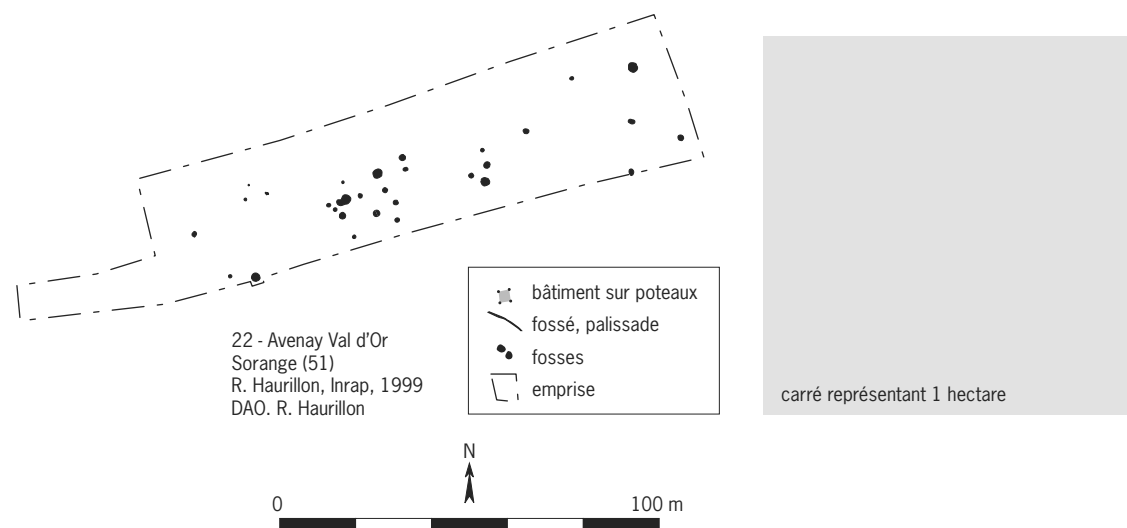 22 - Avenay Val d'Or
Sorange (51)
R. Haurillon, Inrap, 1999
DAO. R. Haurillon
bâtiment sur poteaux
fossé, palissade
fosses
emprise
carré représentant 1 hectare
N
0 100 m